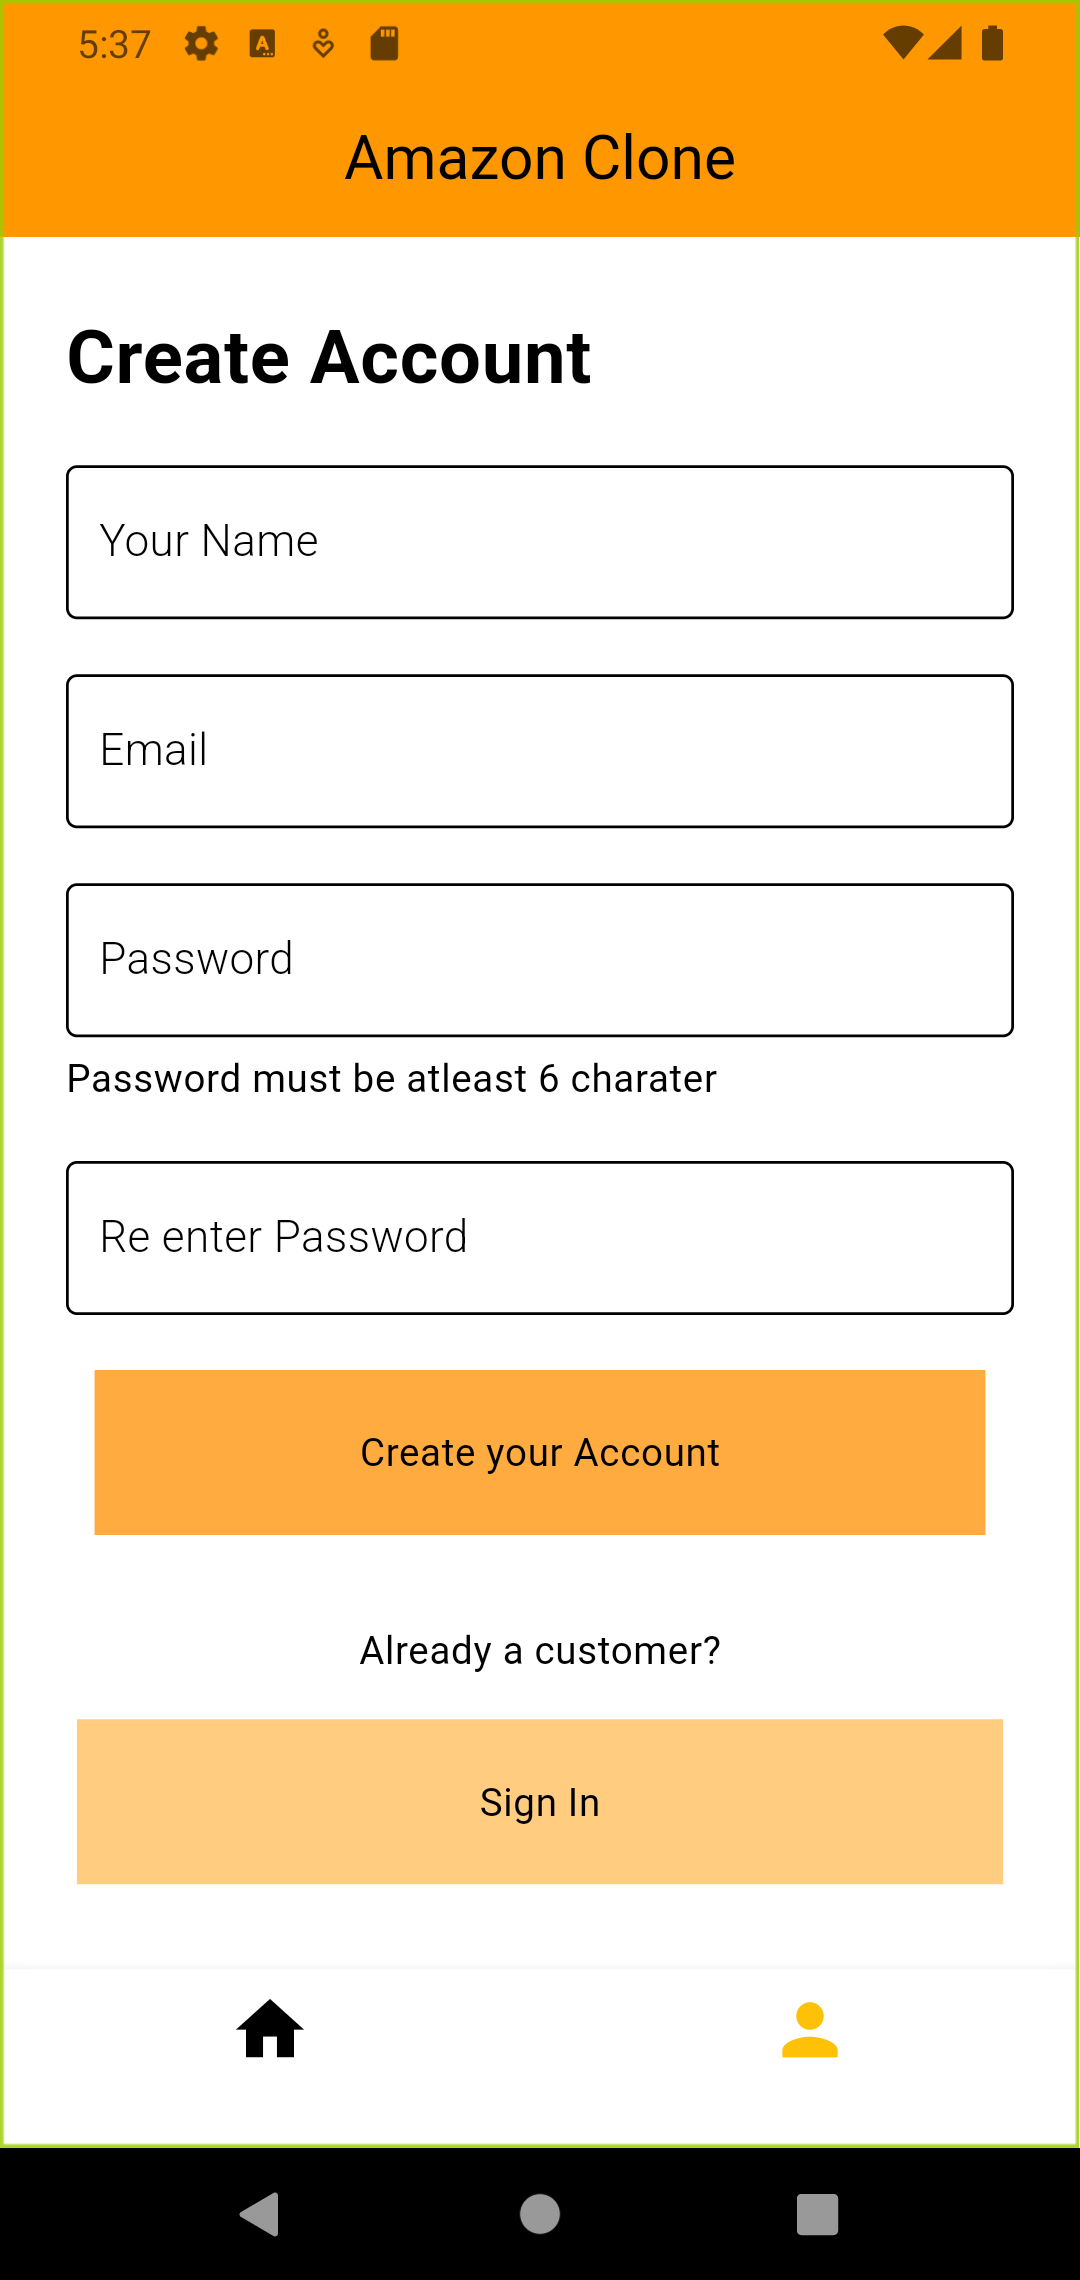 5:37
Amazon Clone
Create Account
Your Name
Email
Password
Password must be atleast 6 charater
Re enter Password
Create your Account
Already a customer?
Sign In